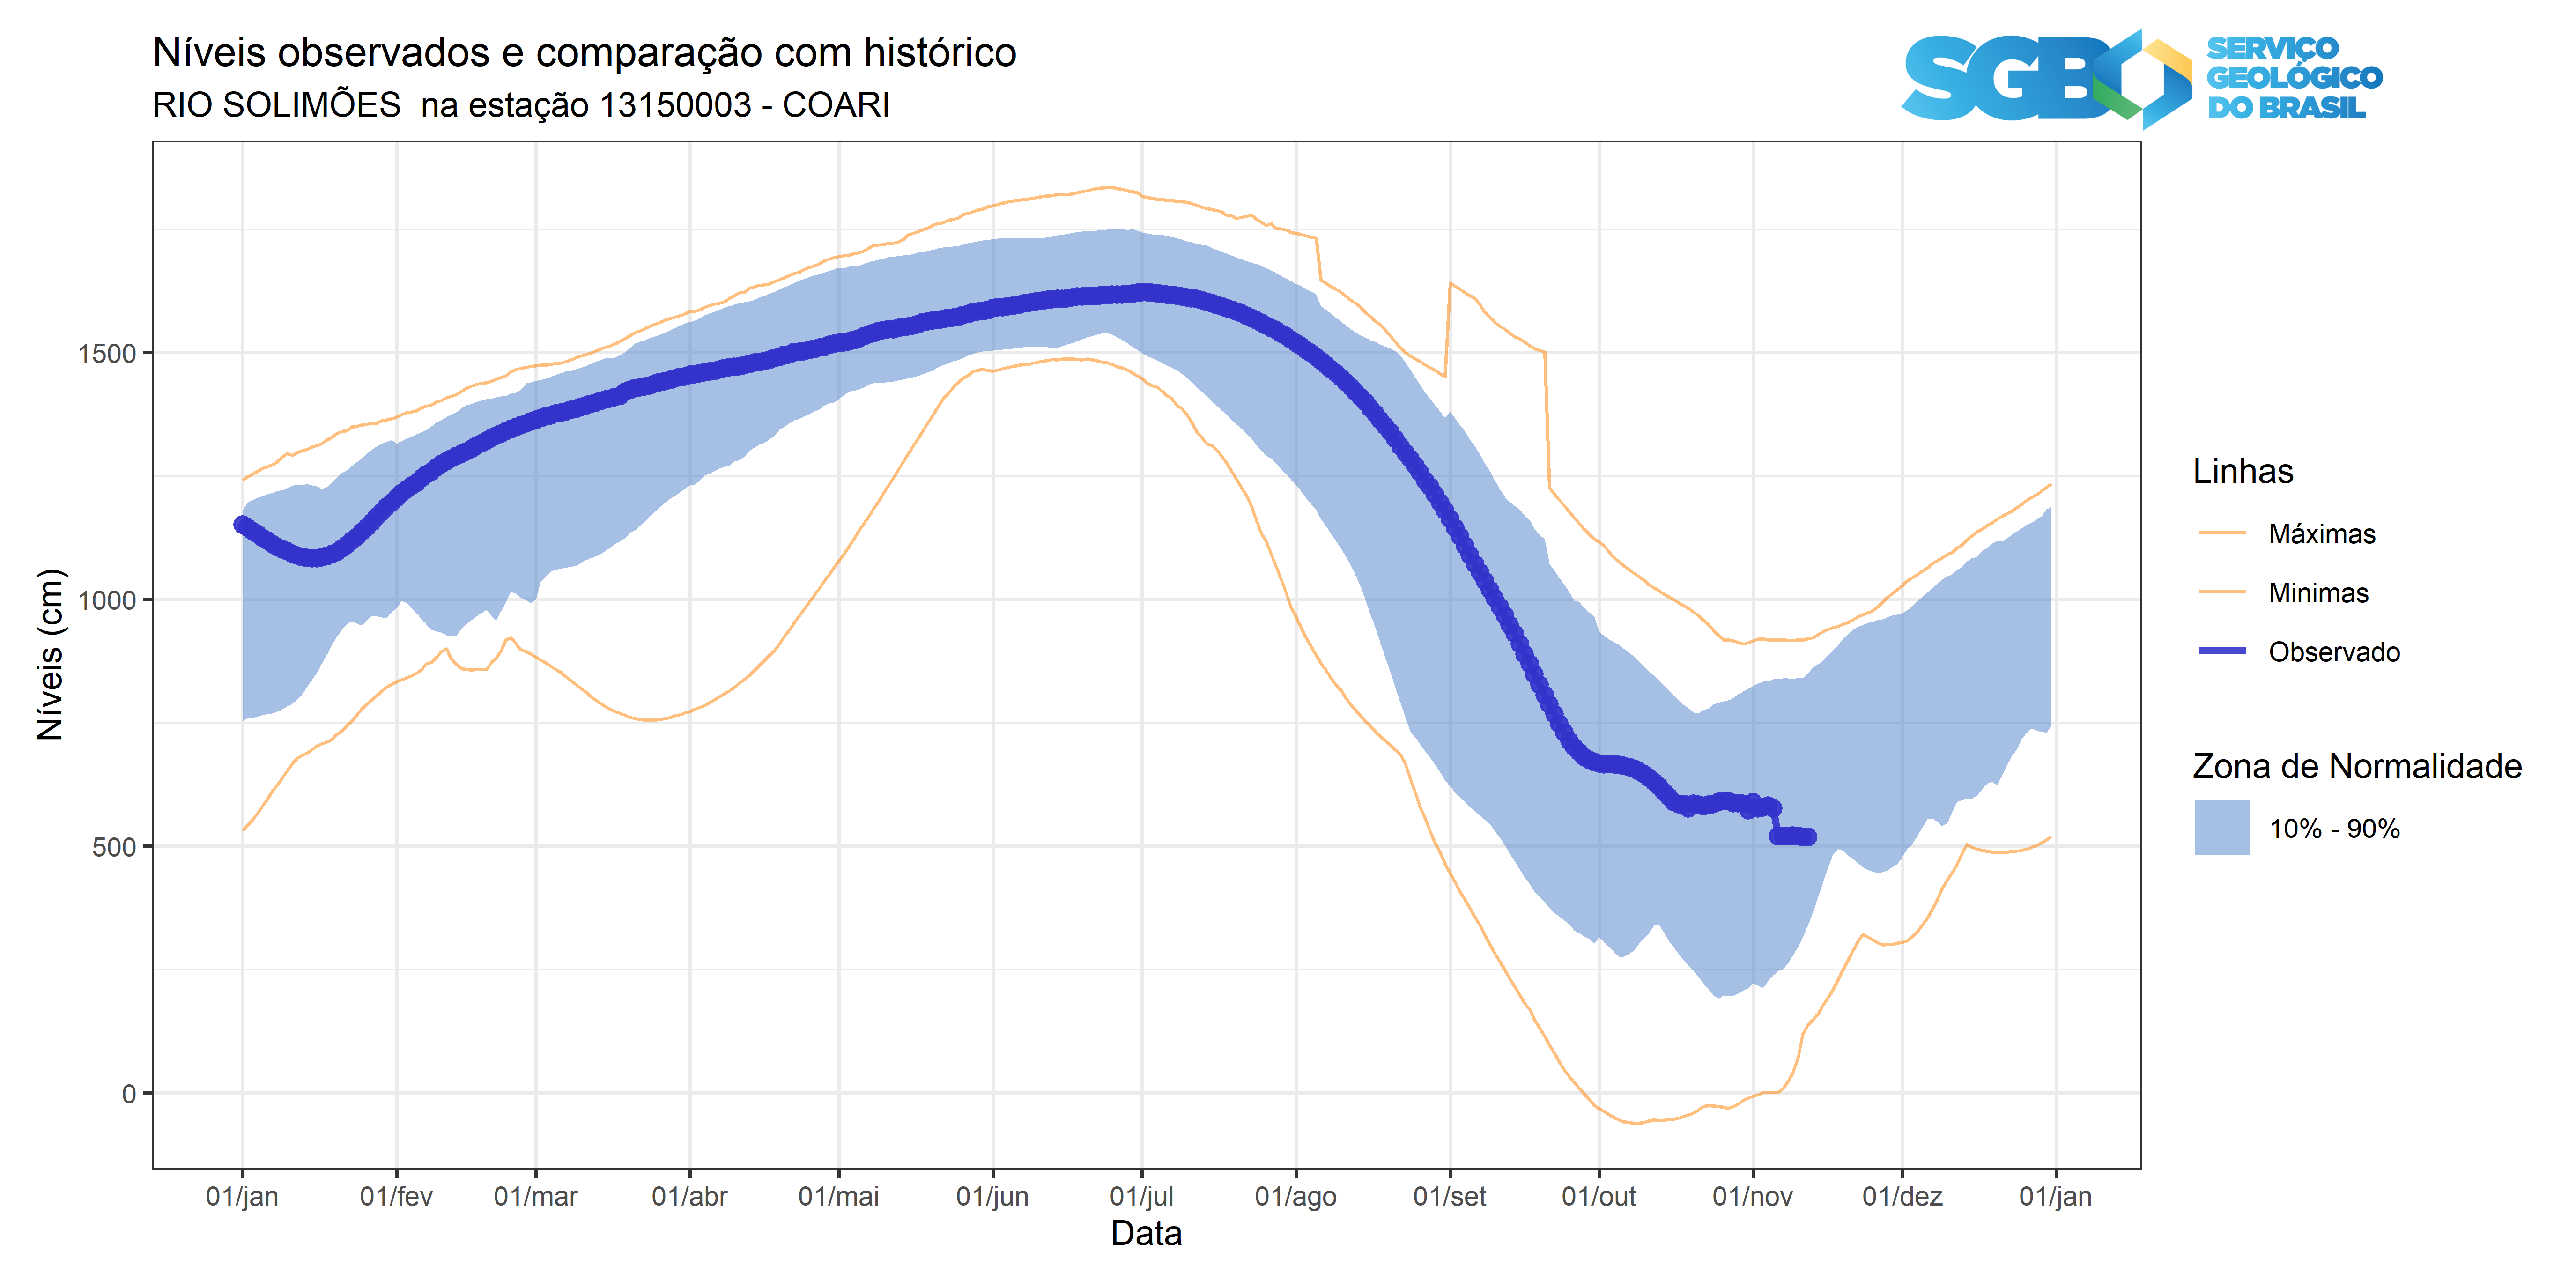 Níveis observados e comparação com histórico
RIO SOLIMÕES  na estação 13150003 - COARI
SGB
SERVIÇO
GEOLÓGICO
DO BRASIL
Níveis (cm)
1500
1000
500
0
01/jan
01/fev
01/mar
01/abr
01/mai
01/jun
01/jul
01/ago
01/set
01/out
01/nov
01/dez
01/jan
Data
Linhas
Máximas
Minimas
Observado
Zona de Normalidade
10% - 90%